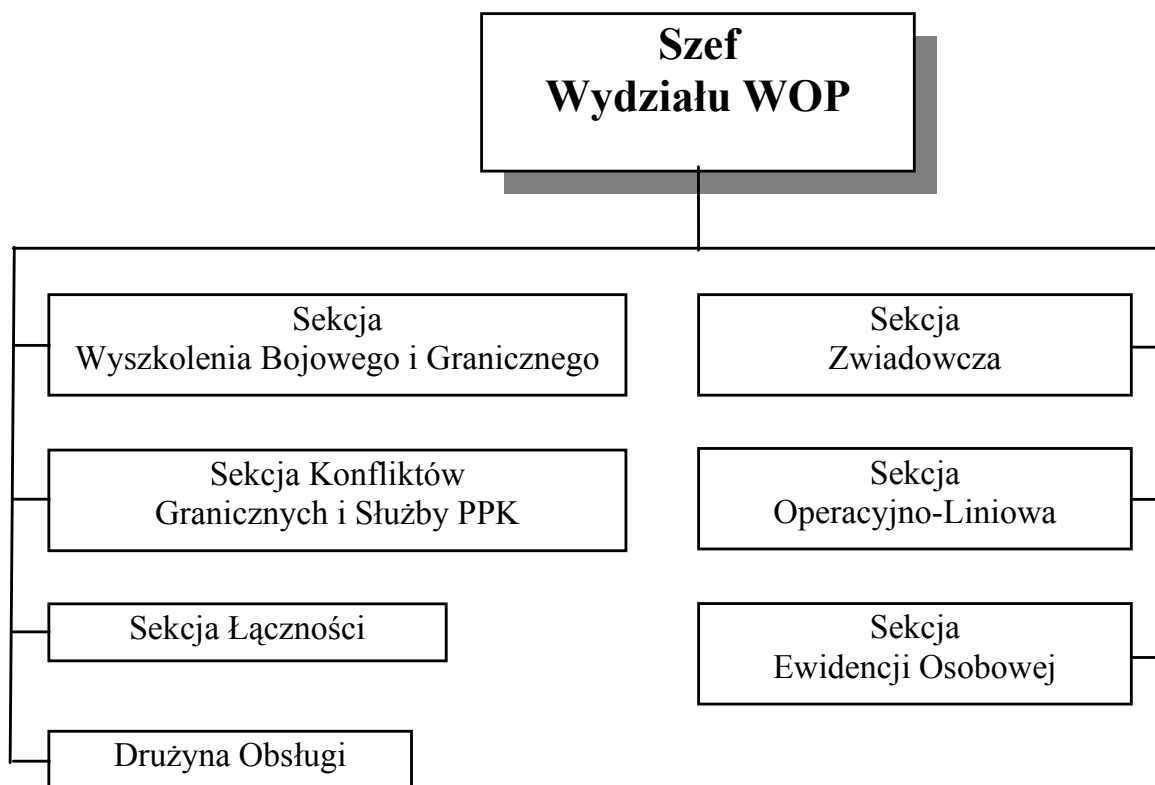 Szef
Wydziału WOP
Sekcja
Wyszkolenia Bojowego i Granicznego
Sekcja Konfliktów
Granicznych i Służby PPK
Sekcja Łączności
Drużyna Obsługi
Sekcja
Zwiadowcza
Sekcja
Operacyjno-Liniowa
Sekcja
Ewidencji Osobowej